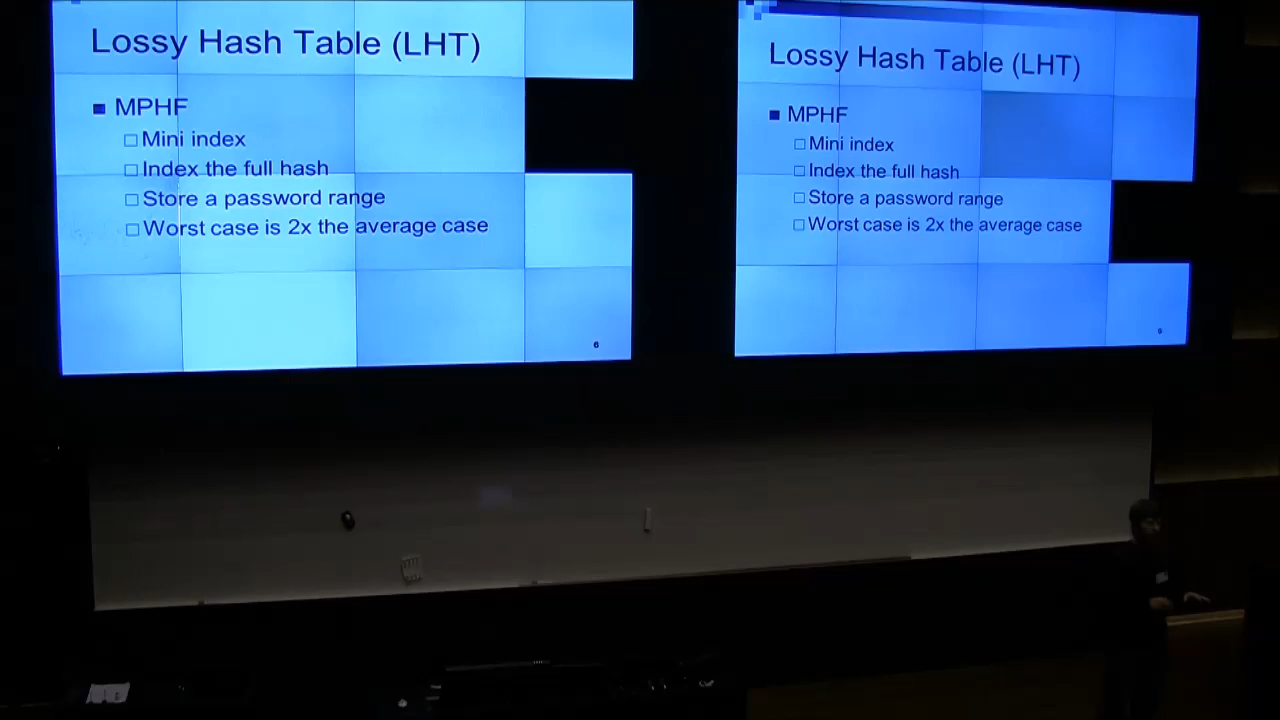 Lossy Hash Table (LHT)
MPHF
Mini index
Index the full hash
Store a password range
Worst case is 2x the average case
6
Lossy Hash Table (LHT)
MPHF
Mini index
Index the full hash
Store a password range
Worst case is 2x the average case
6